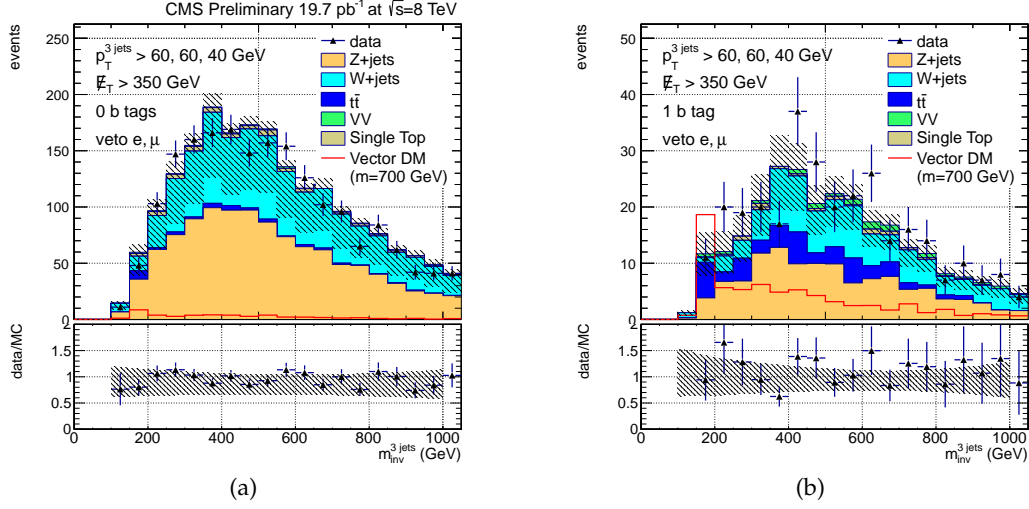 CMS Preliminary 19.7 pb⁻¹ at √s=8 TeV
events
250
200
150
100
50
0
p_T^{3 jets} > 60, 60, 40 GeV
E̸_T > 350 GeV
0 b tags
veto e, μ
data
Z+jets
W+jets
tt̄
VV
Single Top
Vector DM
(m=700 GeV)
data/MC
2
1.5
1
0.5
0
0 200 400 600 800 1000
m_{inv}^{3 jets} (GeV)
(a)
events
50
40
30
20
10
0
p_T^{3 jets} > 60, 60, 40 GeV
E̸_T > 350 GeV
1 b tag
veto e, μ
data
Z+jets
W+jets
tt̄
VV
Single Top
Vector DM
(m=700 GeV)
data/MC
2
1.5
1
0.5
0
0 200 400 600 800 1000
m_{inv}^{3 jets} (GeV)
(b)